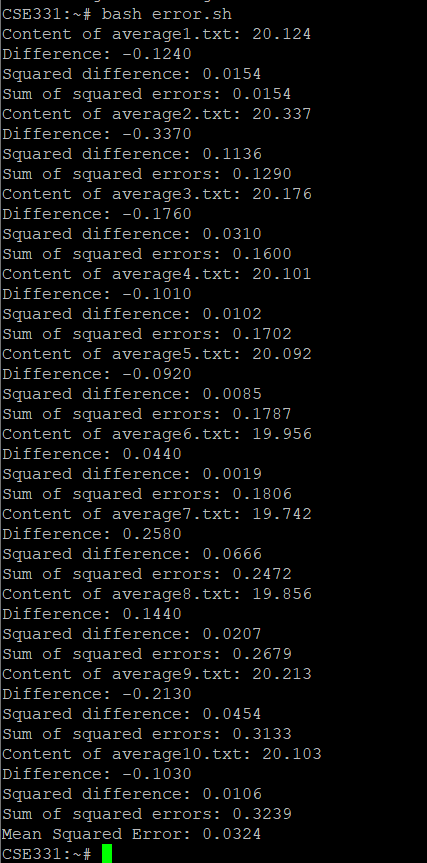 CSE331:~# bash error.sh
Content of average1.txt: 20.124
Difference: -0.1240
Squared difference: 0.0154
Sum of squared errors: 0.0154
Content of average2.txt: 20.337
Difference: -0.3370
Squared difference: 0.1136
Sum of squared errors: 0.1290
Content of average3.txt: 20.176
Difference: -0.1760
Squared difference: 0.0310
Sum of squared errors: 0.1600
Content of average4.txt: 20.101
Difference: -0.1010
Squared difference: 0.0102
Sum of squared errors: 0.1702
Content of average5.txt: 20.092
Difference: -0.0920
Squared difference: 0.0085
Sum of squared errors: 0.1787
Content of average6.txt: 19.956
Difference: 0.0440
Squared difference: 0.0019
Sum of squared errors: 0.1806
Content of average7.txt: 19.742
Difference: 0.2580
Squared difference: 0.0666
Sum of squared errors: 0.2472
Content of average8.txt: 19.856
Difference: 0.1440
Squared difference: 0.0207
Sum of squared errors: 0.2679
Content of average9.txt: 20.213
Difference: -0.2130
Squared difference: 0.0454
Sum of squared errors: 0.3133
Content of average10.txt: 20.103
Difference: -0.1030
Squared difference: 0.0106
Sum of squared errors: 0.3239
Mean Squared Error: 0.0324
CSE331:~#